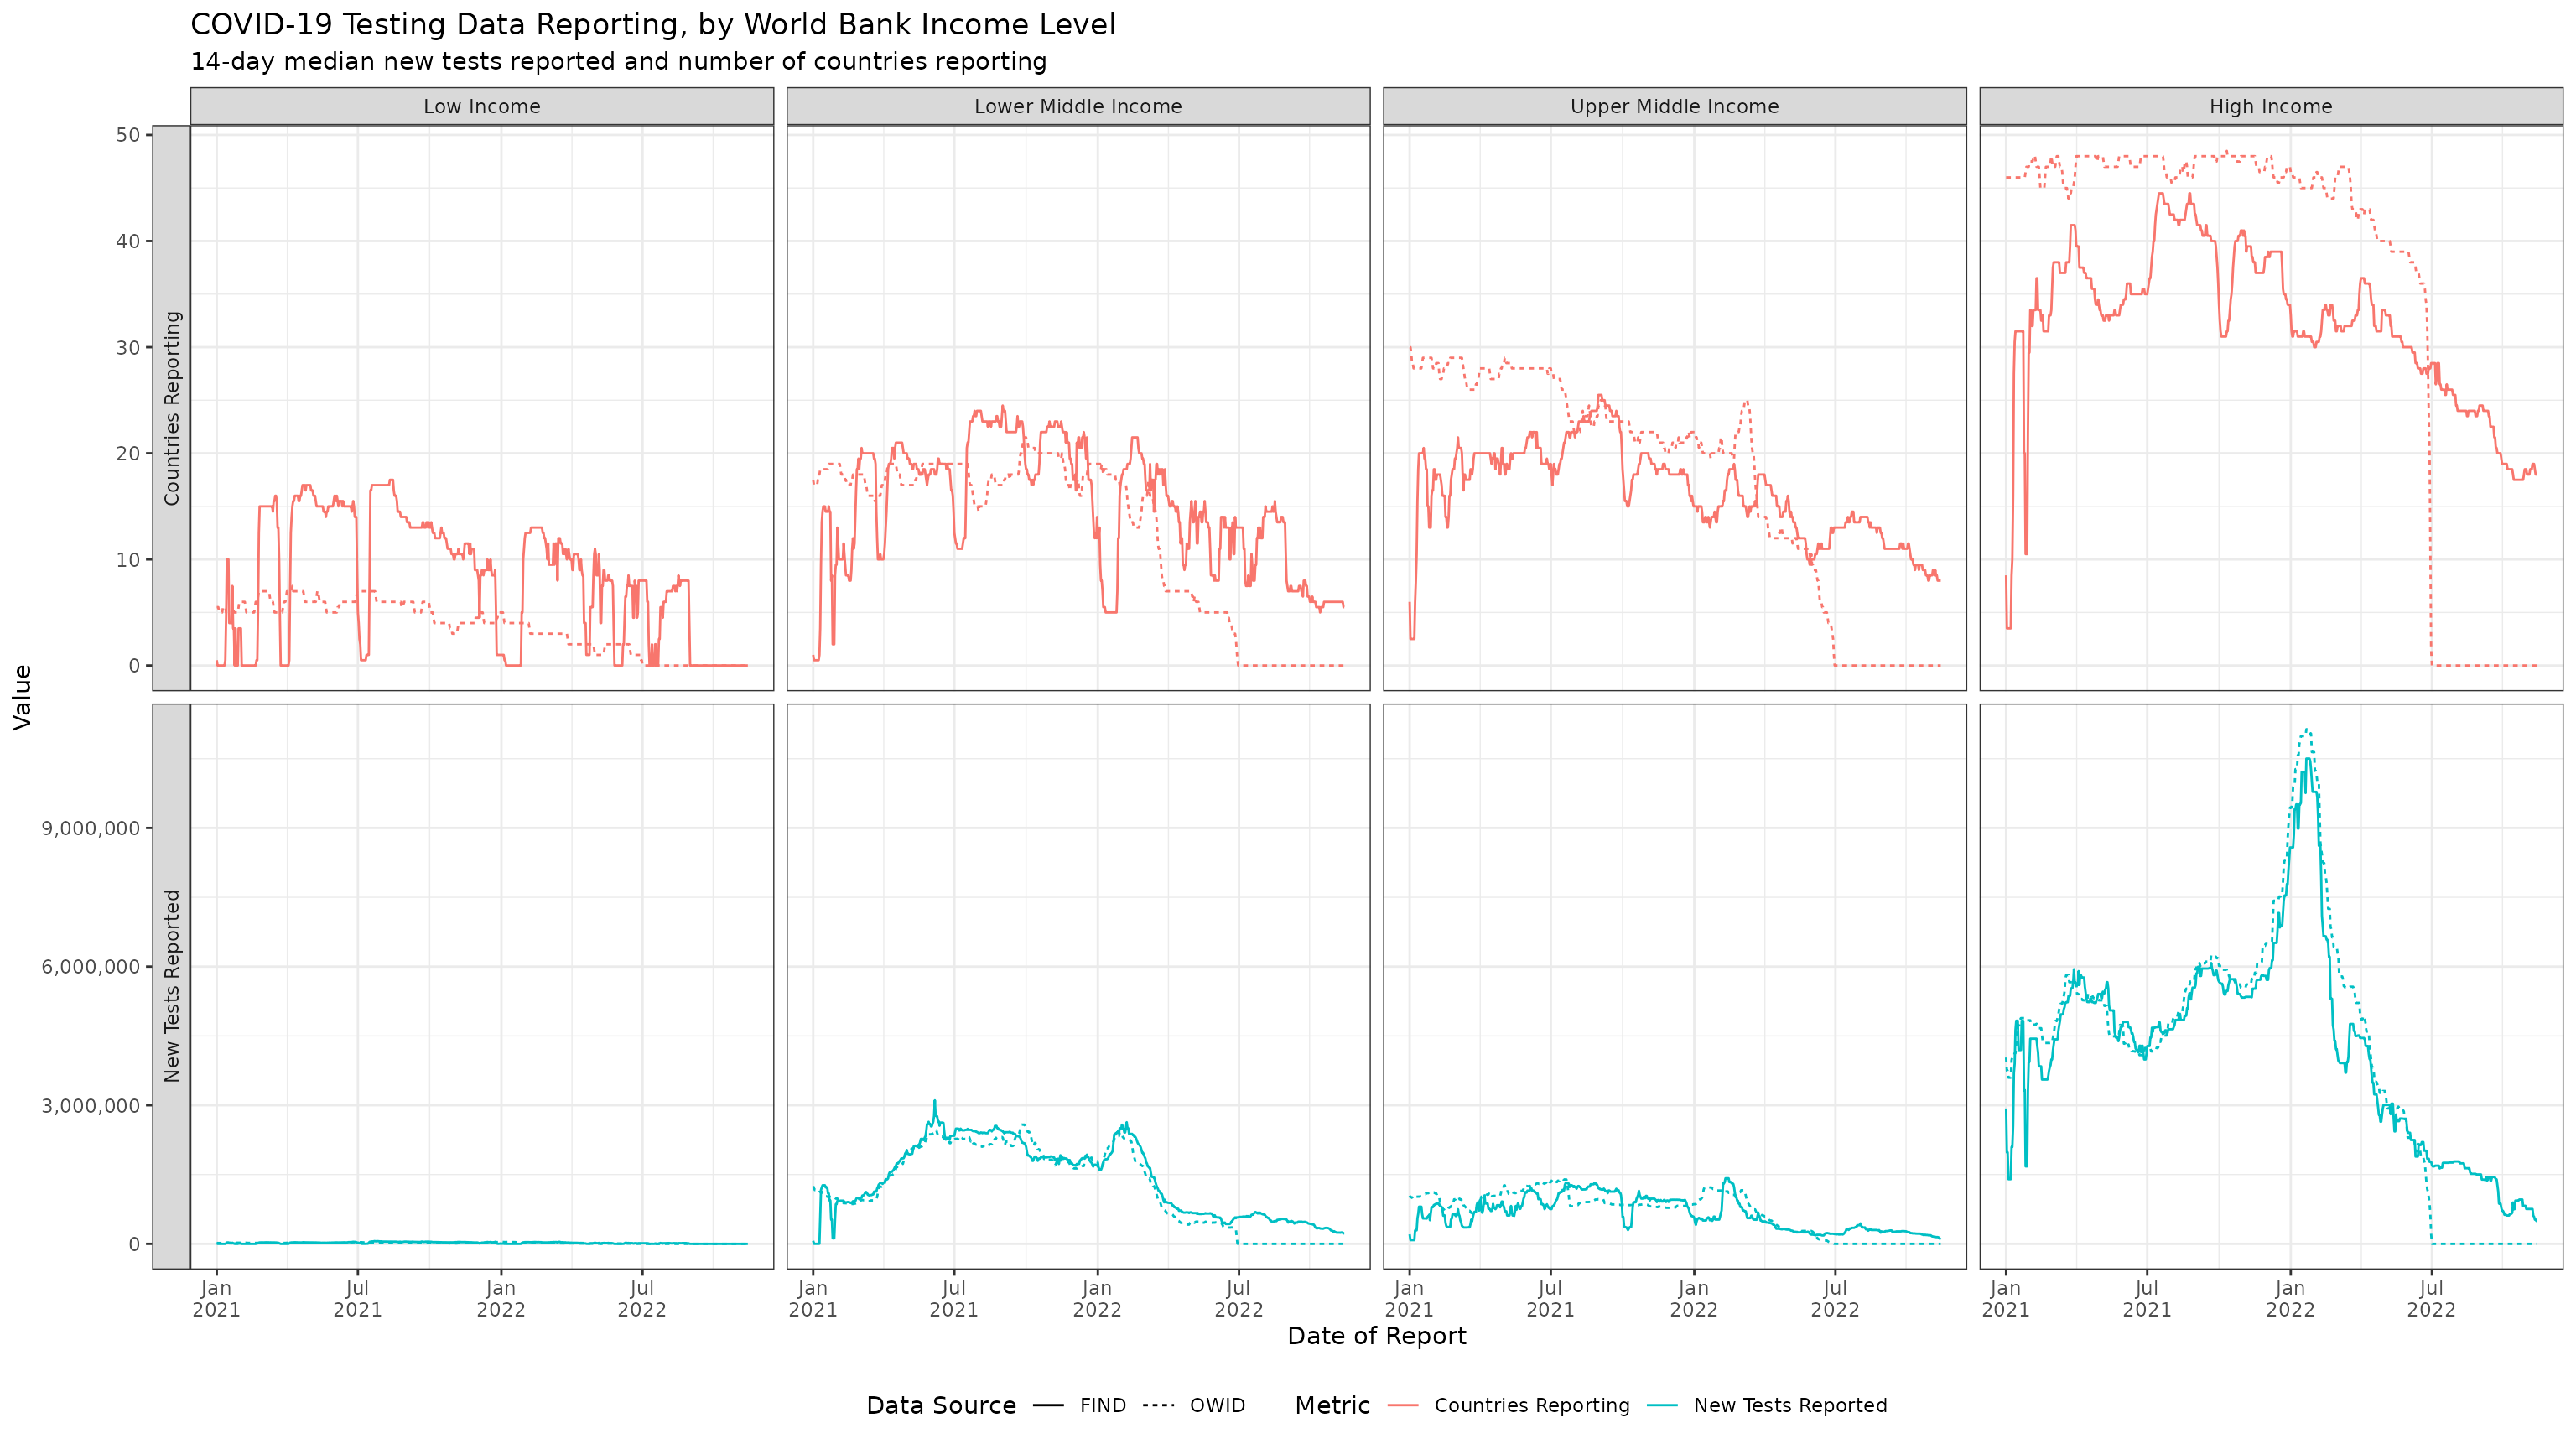 COVID-19 Testing Data Reporting, by World Bank Income Level
14-day median new tests reported and number of countries reporting
Low Income
Lower Middle Income
Upper Middle Income
High Income
Value
Countries Reporting
50
40
30
20
10
0
New Tests Reported
9,000,000
6,000,000
3,000,000
0
Jan 2021
Jul 2021
Jan 2022
Jul 2022
Jan 2021
Jul 2021
Jan 2022
Jul 2022
Jan 2021
Jul 2021
Jan 2022
Jul 2022
Jan 2021
Jul 2021
Jan 2022
Jul 2022
Date of Report
Data Source FIND OWID Metric Countries Reporting New Tests Reported